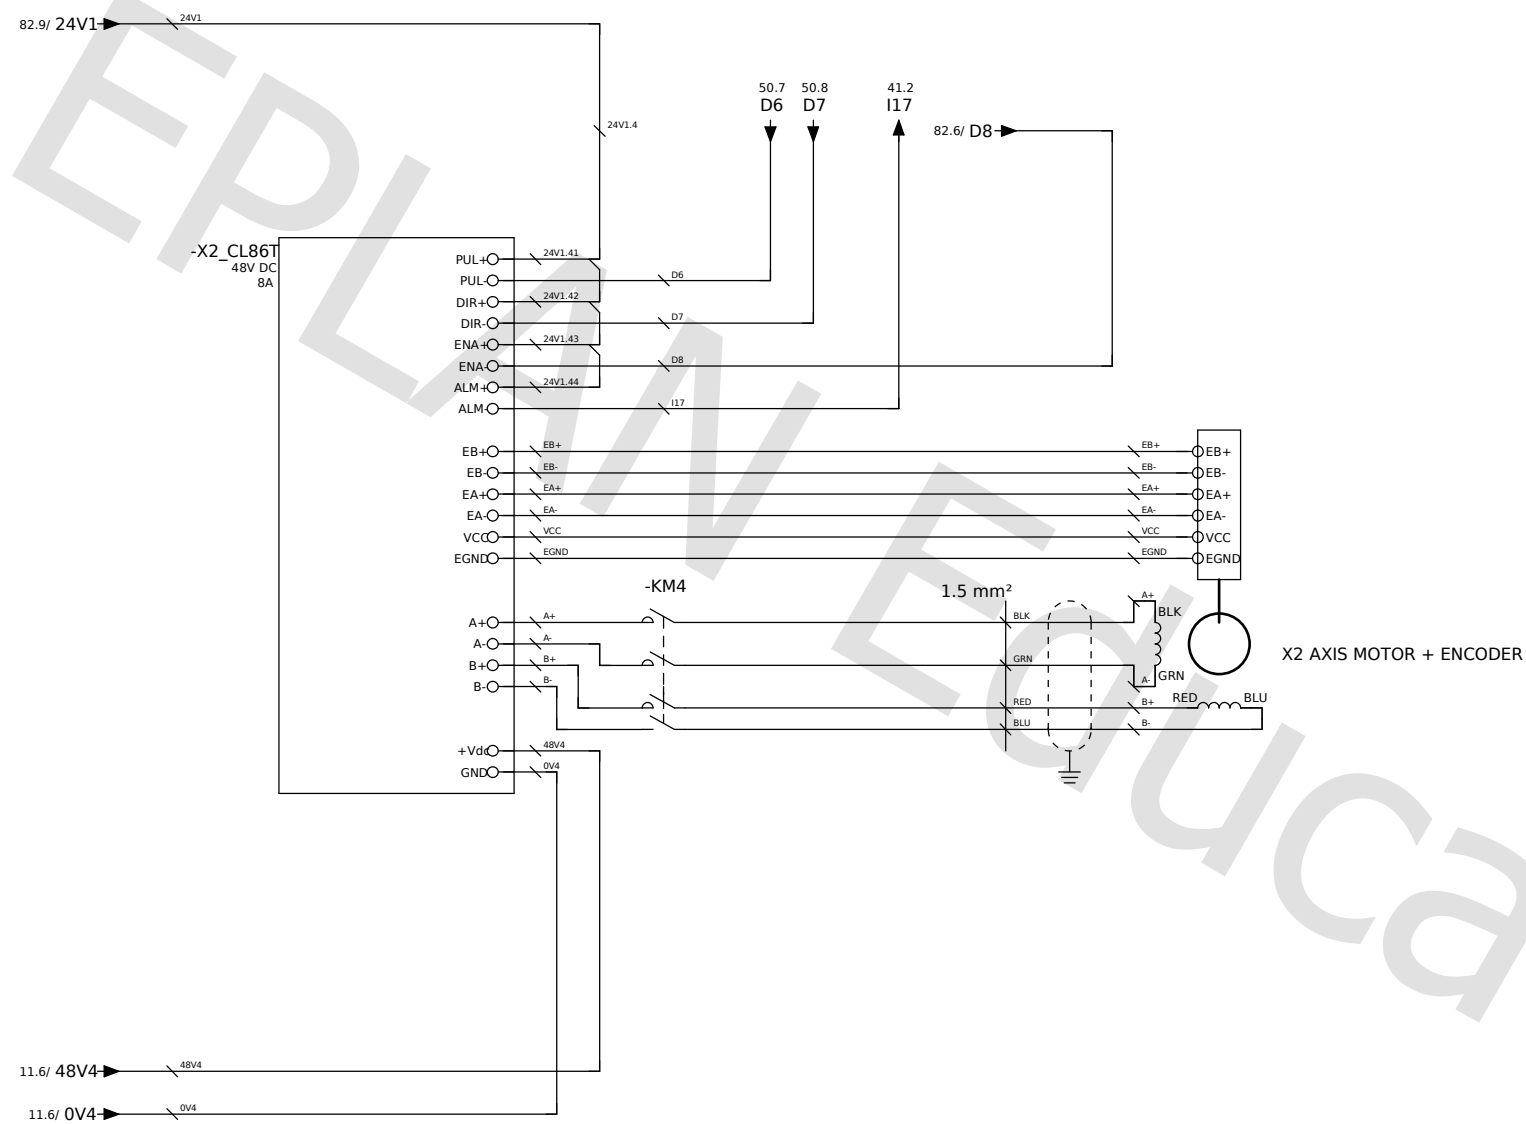 82.9/ 24V1
24V1
24V1.4
50.7
D6
50.8
D7
41.2
I17
82.6/ D8
-X2_CL86T
48V DC
8A
PUL+ 24V1.41
PUL- D6
DIR+ 24V1.42
DIR- D7
ENA+ 24V1.43
ENA- D8
ALM+ 24V1.44
ALM- I17
EB+ EB+ EB+ EB+
EB- EB- EB- EB-
EA+ EA+ EA+ EA+
EA- EA- EA- EA-
VCC VCC VCC VCC
EGND EGND EGND EGND
-KM4
1.5 mm²
A+ A+ BLK A+ BLK
A- A-
B+ B+ GRN A- GRN
B- B-
RED B+ RED BLU
BLU B-
X2 AXIS MOTOR + ENCODER
+Vdc 48V4
GND 0V4
11.6/ 48V4 48V4
11.6/ 0V4 0V4
EPLAN Educa